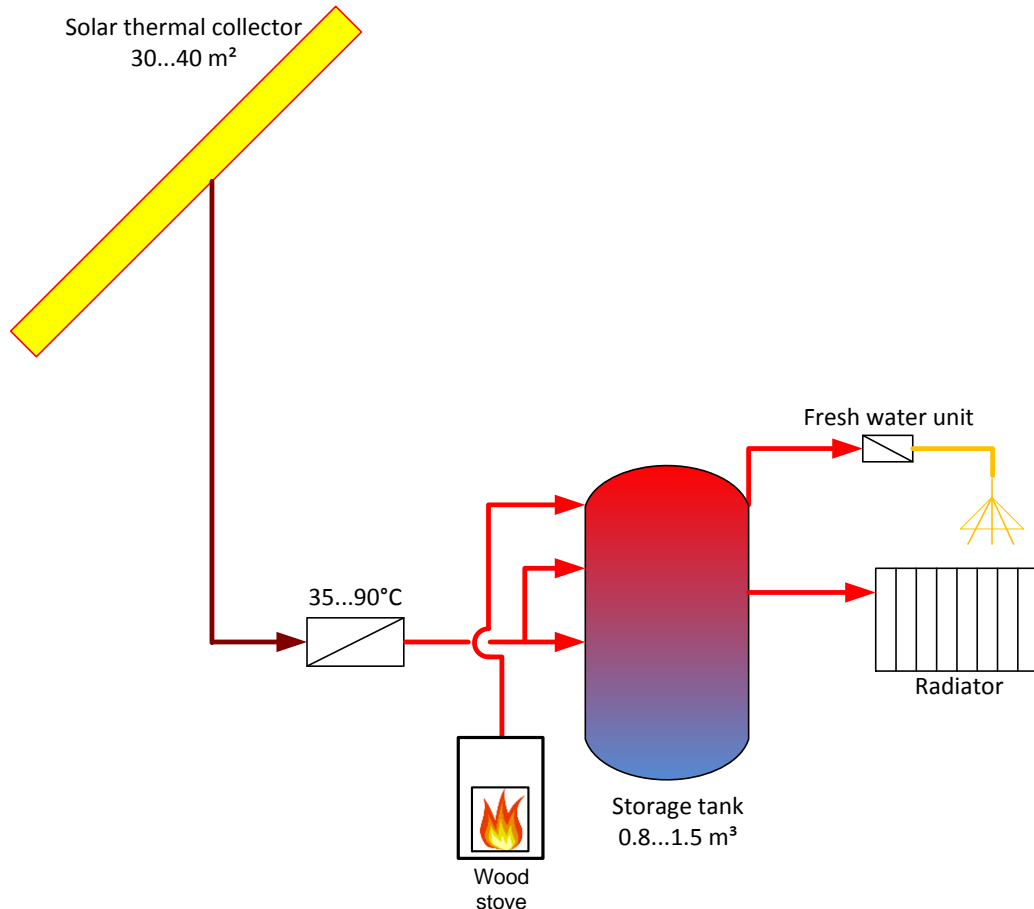 Solar thermal collector
30...40 m²
Fresh water unit
35...90°C
Radiator
Storage tank
0.8...1.5 m³
Wood
stove